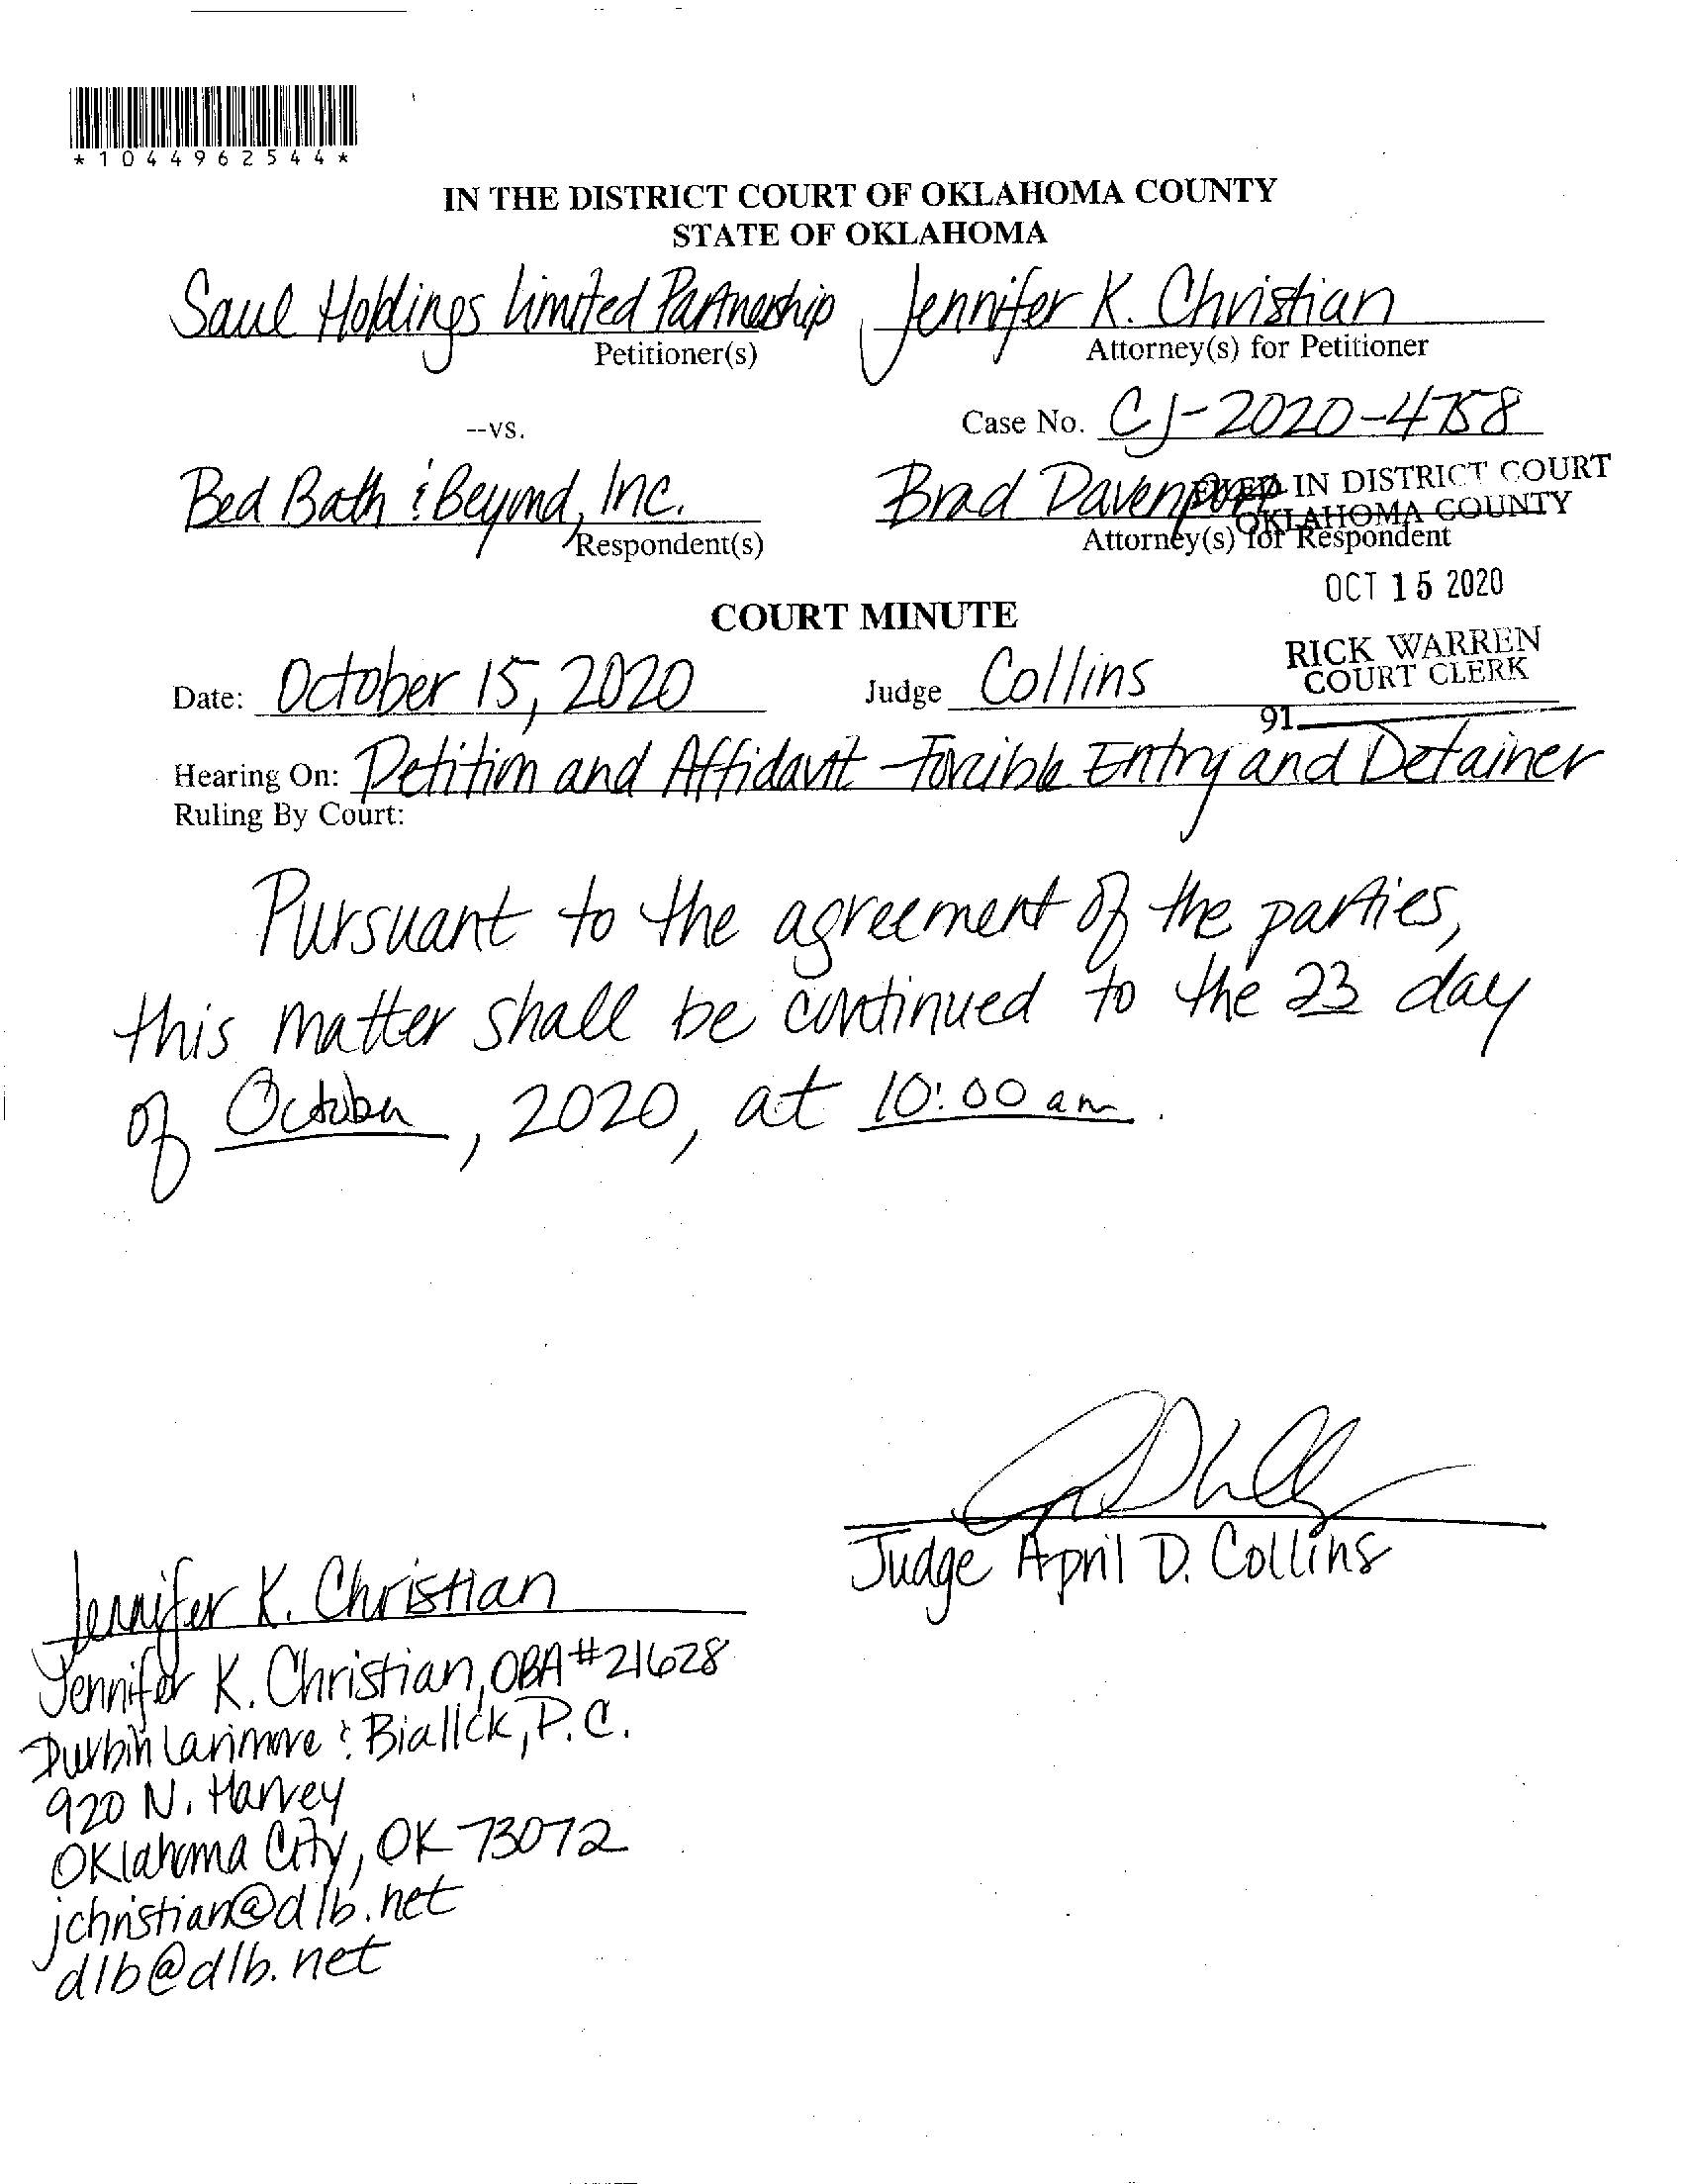 *1044962544*
IN THE DISTRICT COURT OF OKLAHOMA COUNTY
STATE OF OKLAHOMA
Saul Holdings Limited Partnership
Petitioner(s)
Jennifer K. Christian
Attorney(s) for Petitioner
--vs.
Case No. CJ-2020-4758
Bed Bath & Beyond, Inc.
Respondent(s)
Brad Davenport
Attorney(s) for Respondent
FILED IN DISTRICT COURT
OKLAHOMA COUNTY
OCT 15 2020
RICK WARREN
COURT CLERK
91
COURT MINUTE
Date: October 15, 2020
Judge Collins
Hearing On: Petition and Affidavit - Forcible Entry and Detainer
Ruling By Court:
Pursuant to the agreement of the parties,
this matter shall be continued to the 23 day
of October, 2020, at 10:00 am.
Judge April D. Collins
Jennifer K. Christian
Jennifer K. Christian, OBA #21628
Durbin Larimore & Bialick, P.C.
920 N. Harvey
Oklahoma City, OK 73072
jchristian@dlb.net
dlb@dlb.net